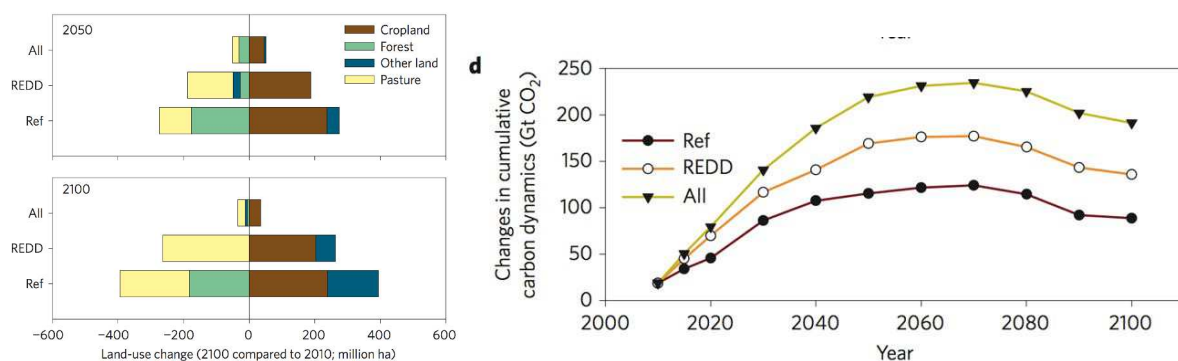 2050
Cropland
Forest
Other land
Pasture
All
REDD
Ref
2100
All
REDD
Ref
−600 −400 −200 0 200 400 600
Land-use change (2100 compared to 2010; million ha)
d
Changes in cumulative
carbon dynamics (Gt CO2)
250
200
150
100
50
0
Ref
REDD
All
2000 2020 2040 2060 2080 2100
Year